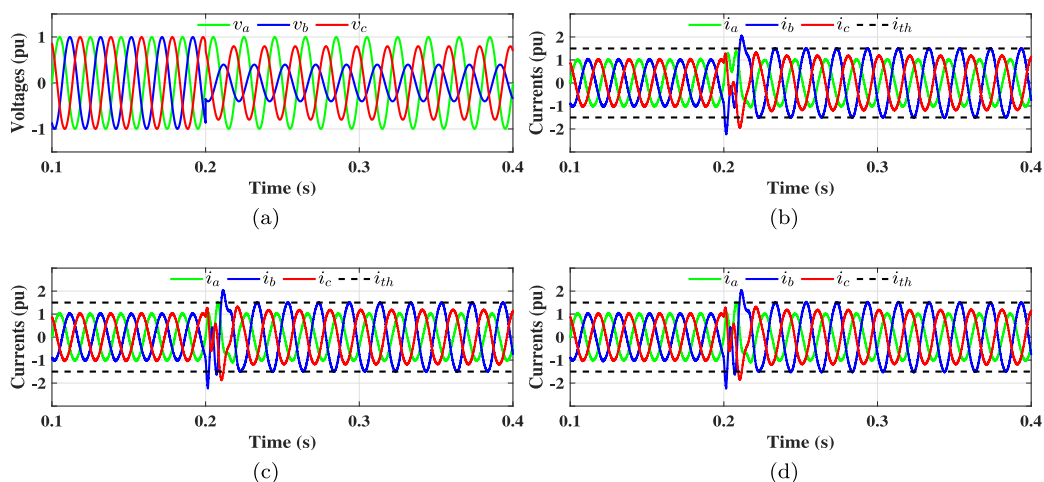 v_a v_b v_c
1
0
-1
Voltages (pu)
0.1 0.2 0.3 0.4
Time (s)
(a)
i_a i_b i_c i_th
2
1
0
-1
-2
Currents (pu)
0.1 0.2 0.3 0.4
Time (s)
(b)
i_a i_b i_c i_th
2
1
0
-1
-2
Currents (pu)
0.1 0.2 0.3 0.4
Time (s)
(c)
i_a i_b i_c i_th
2
1
0
-1
-2
Currents (pu)
0.1 0.2 0.3 0.4
Time (s)
(d)